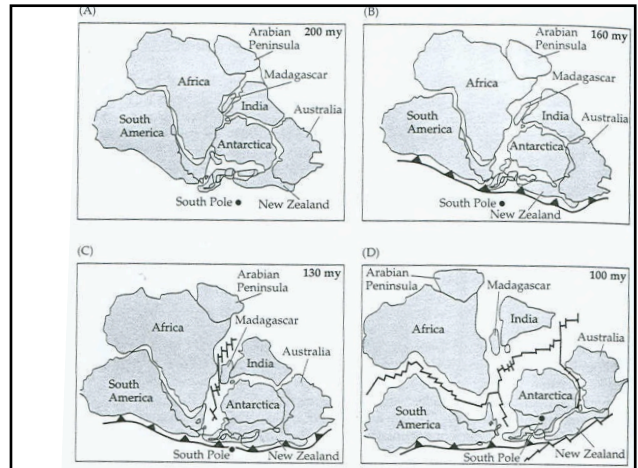 (A)
200 my
Arabian
Peninsula
Africa
Madagascar
India
South
America
Australia
Antarctica
South Pole
New Zealand
(B)
160 my
Arabian
Peninsula
Madagascar
Africa
India
South
America
Australia
Antarctica
South Pole
New Zealand
(C)
130 my
Arabian
Peninsula
Africa
Madagascar
India
Australia
South
America
Antarctica
South Pole
New Zealand
(D)
100 my
Arabian
Peninsula
Madagascar
Africa
India
Australia
South
America
Antarctica
New Zealand